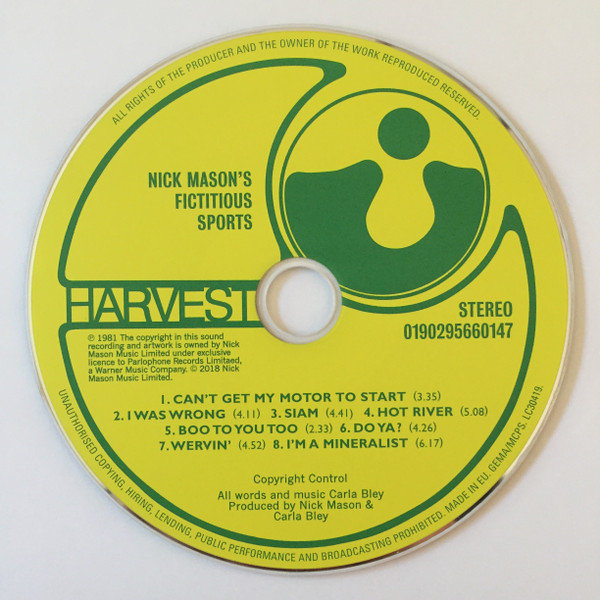 ALL RIGHTS OF THE PRODUCER AND THE OWNER OF THE WORK REPRODUCED RESERVED.
NICK MASON'S
FICTITIOUS
SPORTS
HARVEST
STEREO
0190295660147
℗ 1981 The copyright in this sound
recording and artwork is owned by Nick
Mason Music Limited under exclusive
licence to Parlophone Records Limitaed,
a Warner Music Company. © 2018 Nick
Mason Music Limited.
1. CAN'T GET MY MOTOR TO START (3.35)
2. I WAS WRONG (4.11) 3. SIAM (4.41) 4. HOT RIVER (5.08)
5. BOO TO YOU TOO (2.33) 6. DO YA? (4.26)
7. WERVIN' (4.52) 8. I'M A MINERALIST (6.17)
Copyright Control
All words and music Carla Bley
Produced by Nick Mason &
Carla Bley
UNAUTHORISED COPYING, HIRING, LENDING, PUBLIC PERFORMANCE AND BROADCASTING PROHIBITED. MADE IN EU. GEMA/MCPS. LC30419.